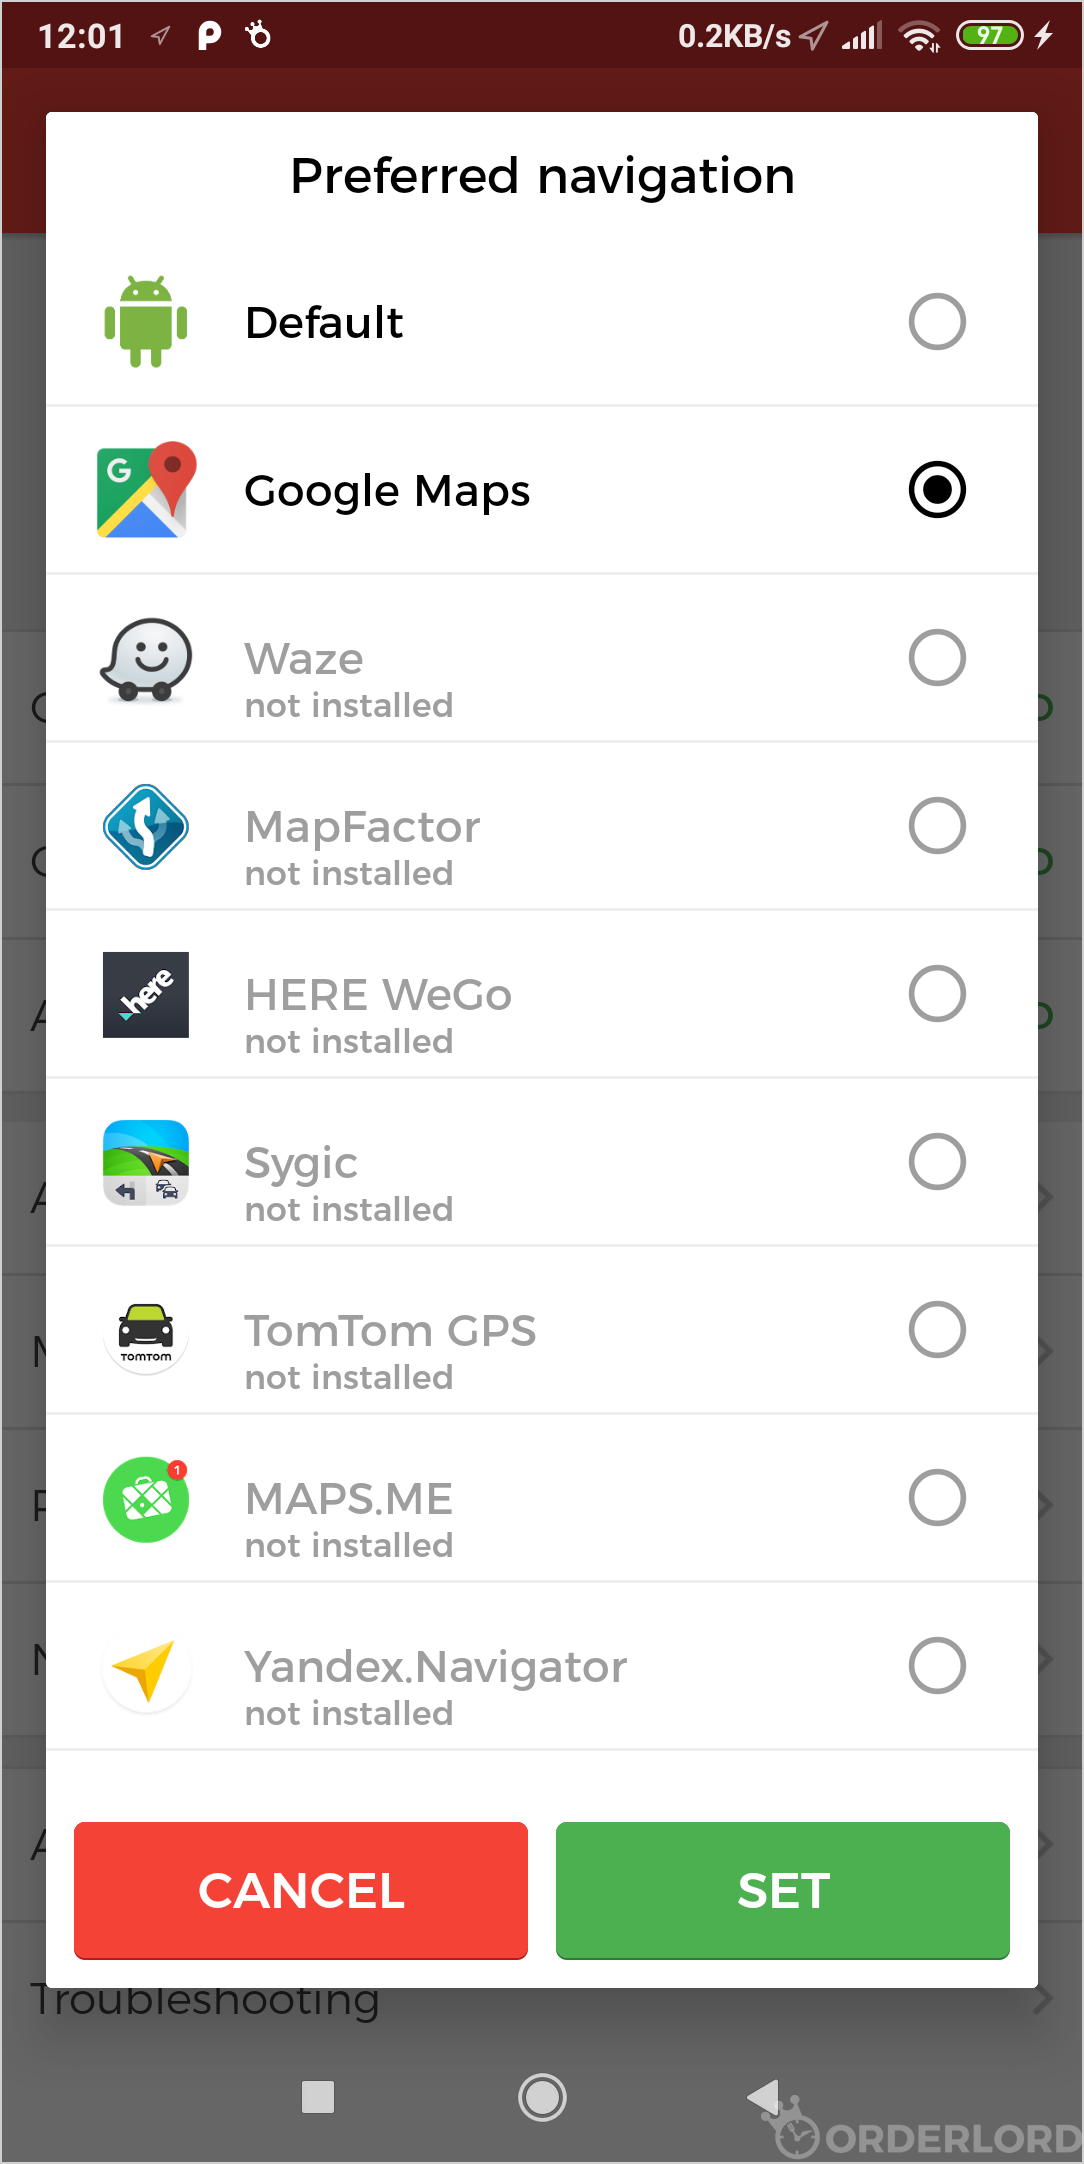 12:01 0.2KB/s 97
Preferred navigation
Default
G
Google Maps
Waze
not installed
MapFactor
not installed
here
HERE WeGo
not installed
Sygic
not installed
TOMTOM
TomTom GPS
not installed
1
MAPS.ME
not installed
Yandex.Navigator
not installed
CANCEL SET
Troubleshooting
ORDERLORD